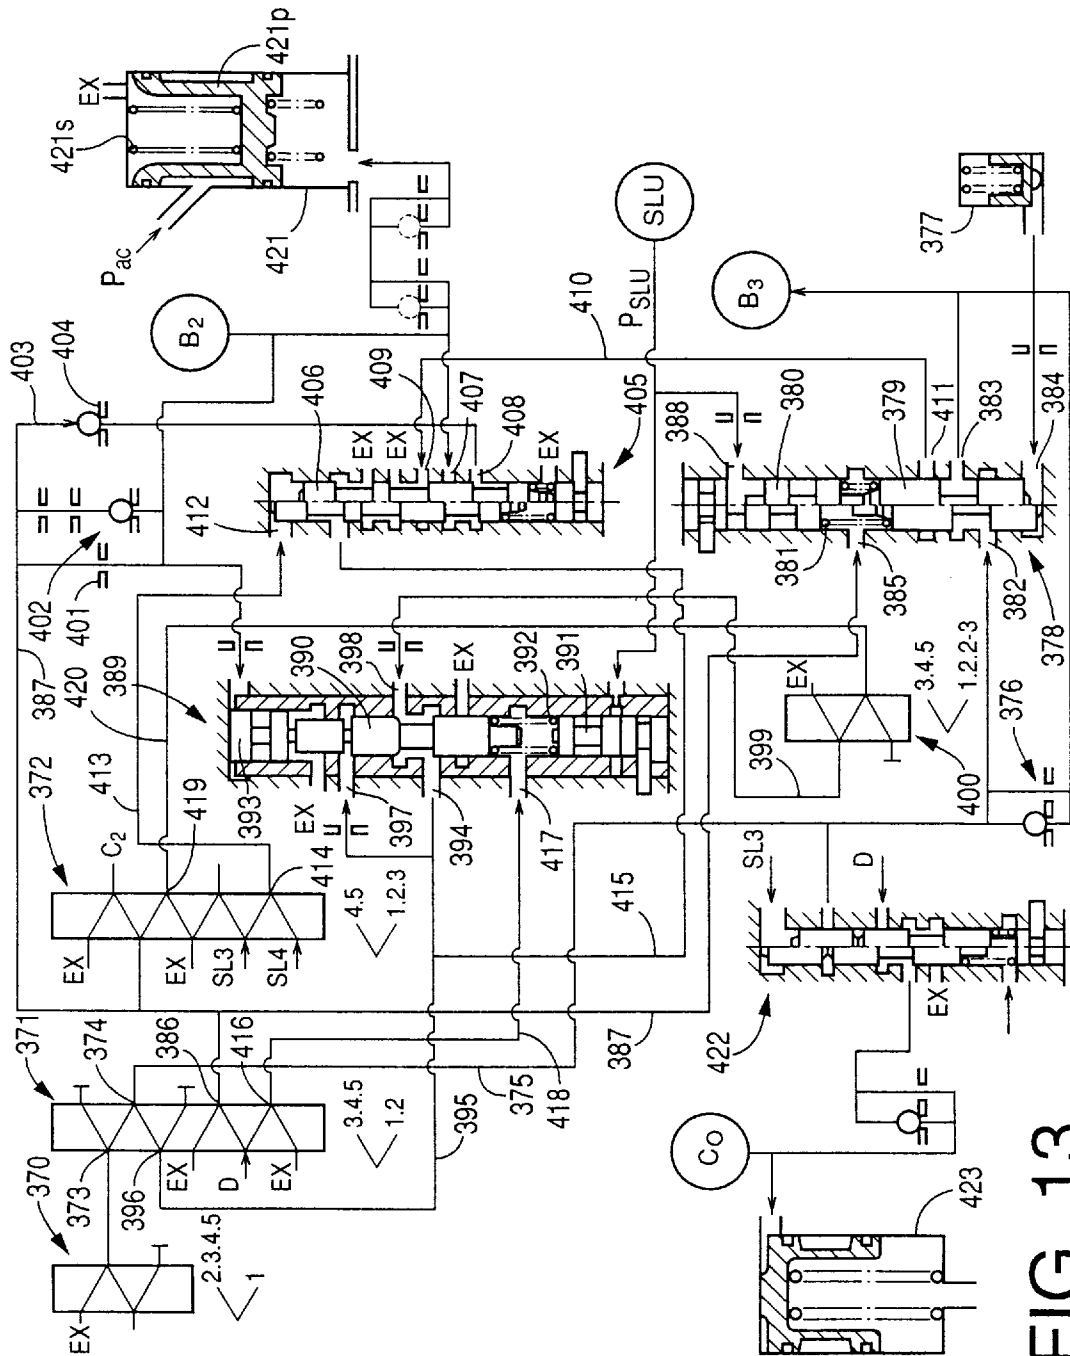 421p
EX
421s
421
Pac
B2
403
404
406
409
407
408
405
EX
EX
EX
412
402
401
387
420
389
390
398
EX
392
391
393
EX
397
394
417
413
372
C2
419
414
EX
EX
SL3
SL4
4.5
1.2.3
415
SLU
PSLU
410
388
380
379
411
383
384
381
385
382
378
B3
377
EX
3.4.5
1.2.2-3
400
399
376
SL3
D
EX
422
387
371
374
386
416
373
396
EX
D
EX
3.4.5
1.2
395
375
418
370
EX
2.3.4.5
1
C0
423
FIG. 13